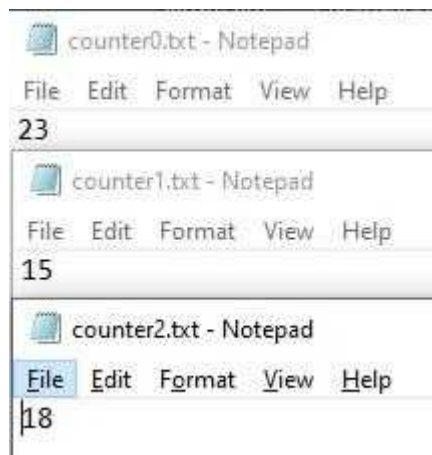 counter0.txt - Notepad
File Edit Format View Help
23
counter1.txt - Notepad
File Edit Format View Help
15
counter2.txt - Notepad
File Edit Format View Help
18